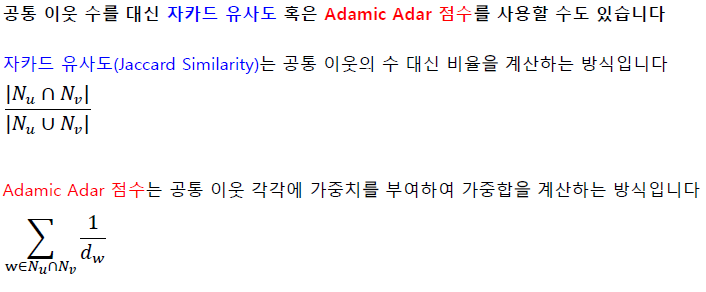 공통 이웃 수를 대신 자카드 유사도 혹은 Adamic Adar 점수를 사용할 수도 있습니다
자카드 유사도(Jaccard Similarity)는 공통 이웃의 수 대신 비율을 계산하는 방식입니다
|N_u ∩ N_v|
|N_u ∪ N_v|
Adamic Adar 점수는 공통 이웃 각각에 가중치를 부여하여 가중합을 계산하는 방식입니다
∑ 1
d_w
w∈N_u∩N_v